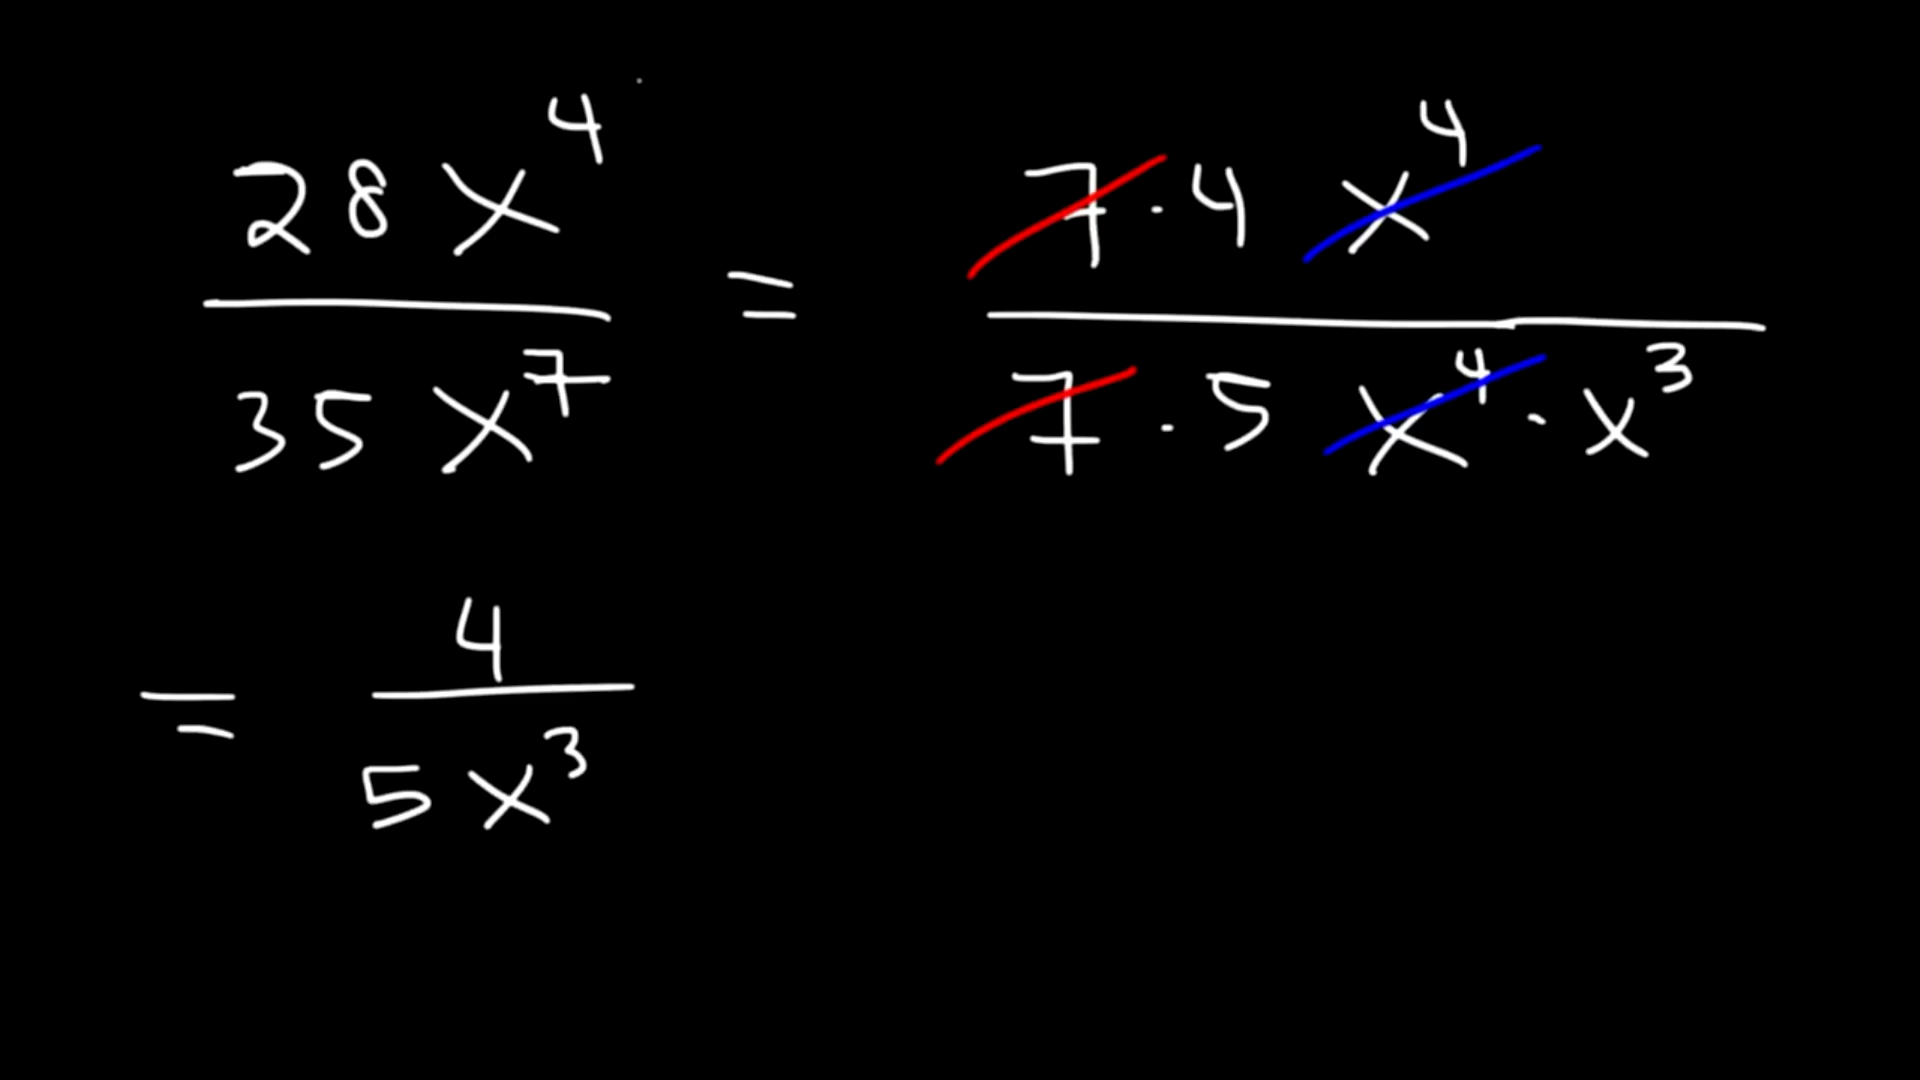 28x⁴/35x⁷ = 7·4 x⁴/7·5 x⁴·x³
= 4/5x³